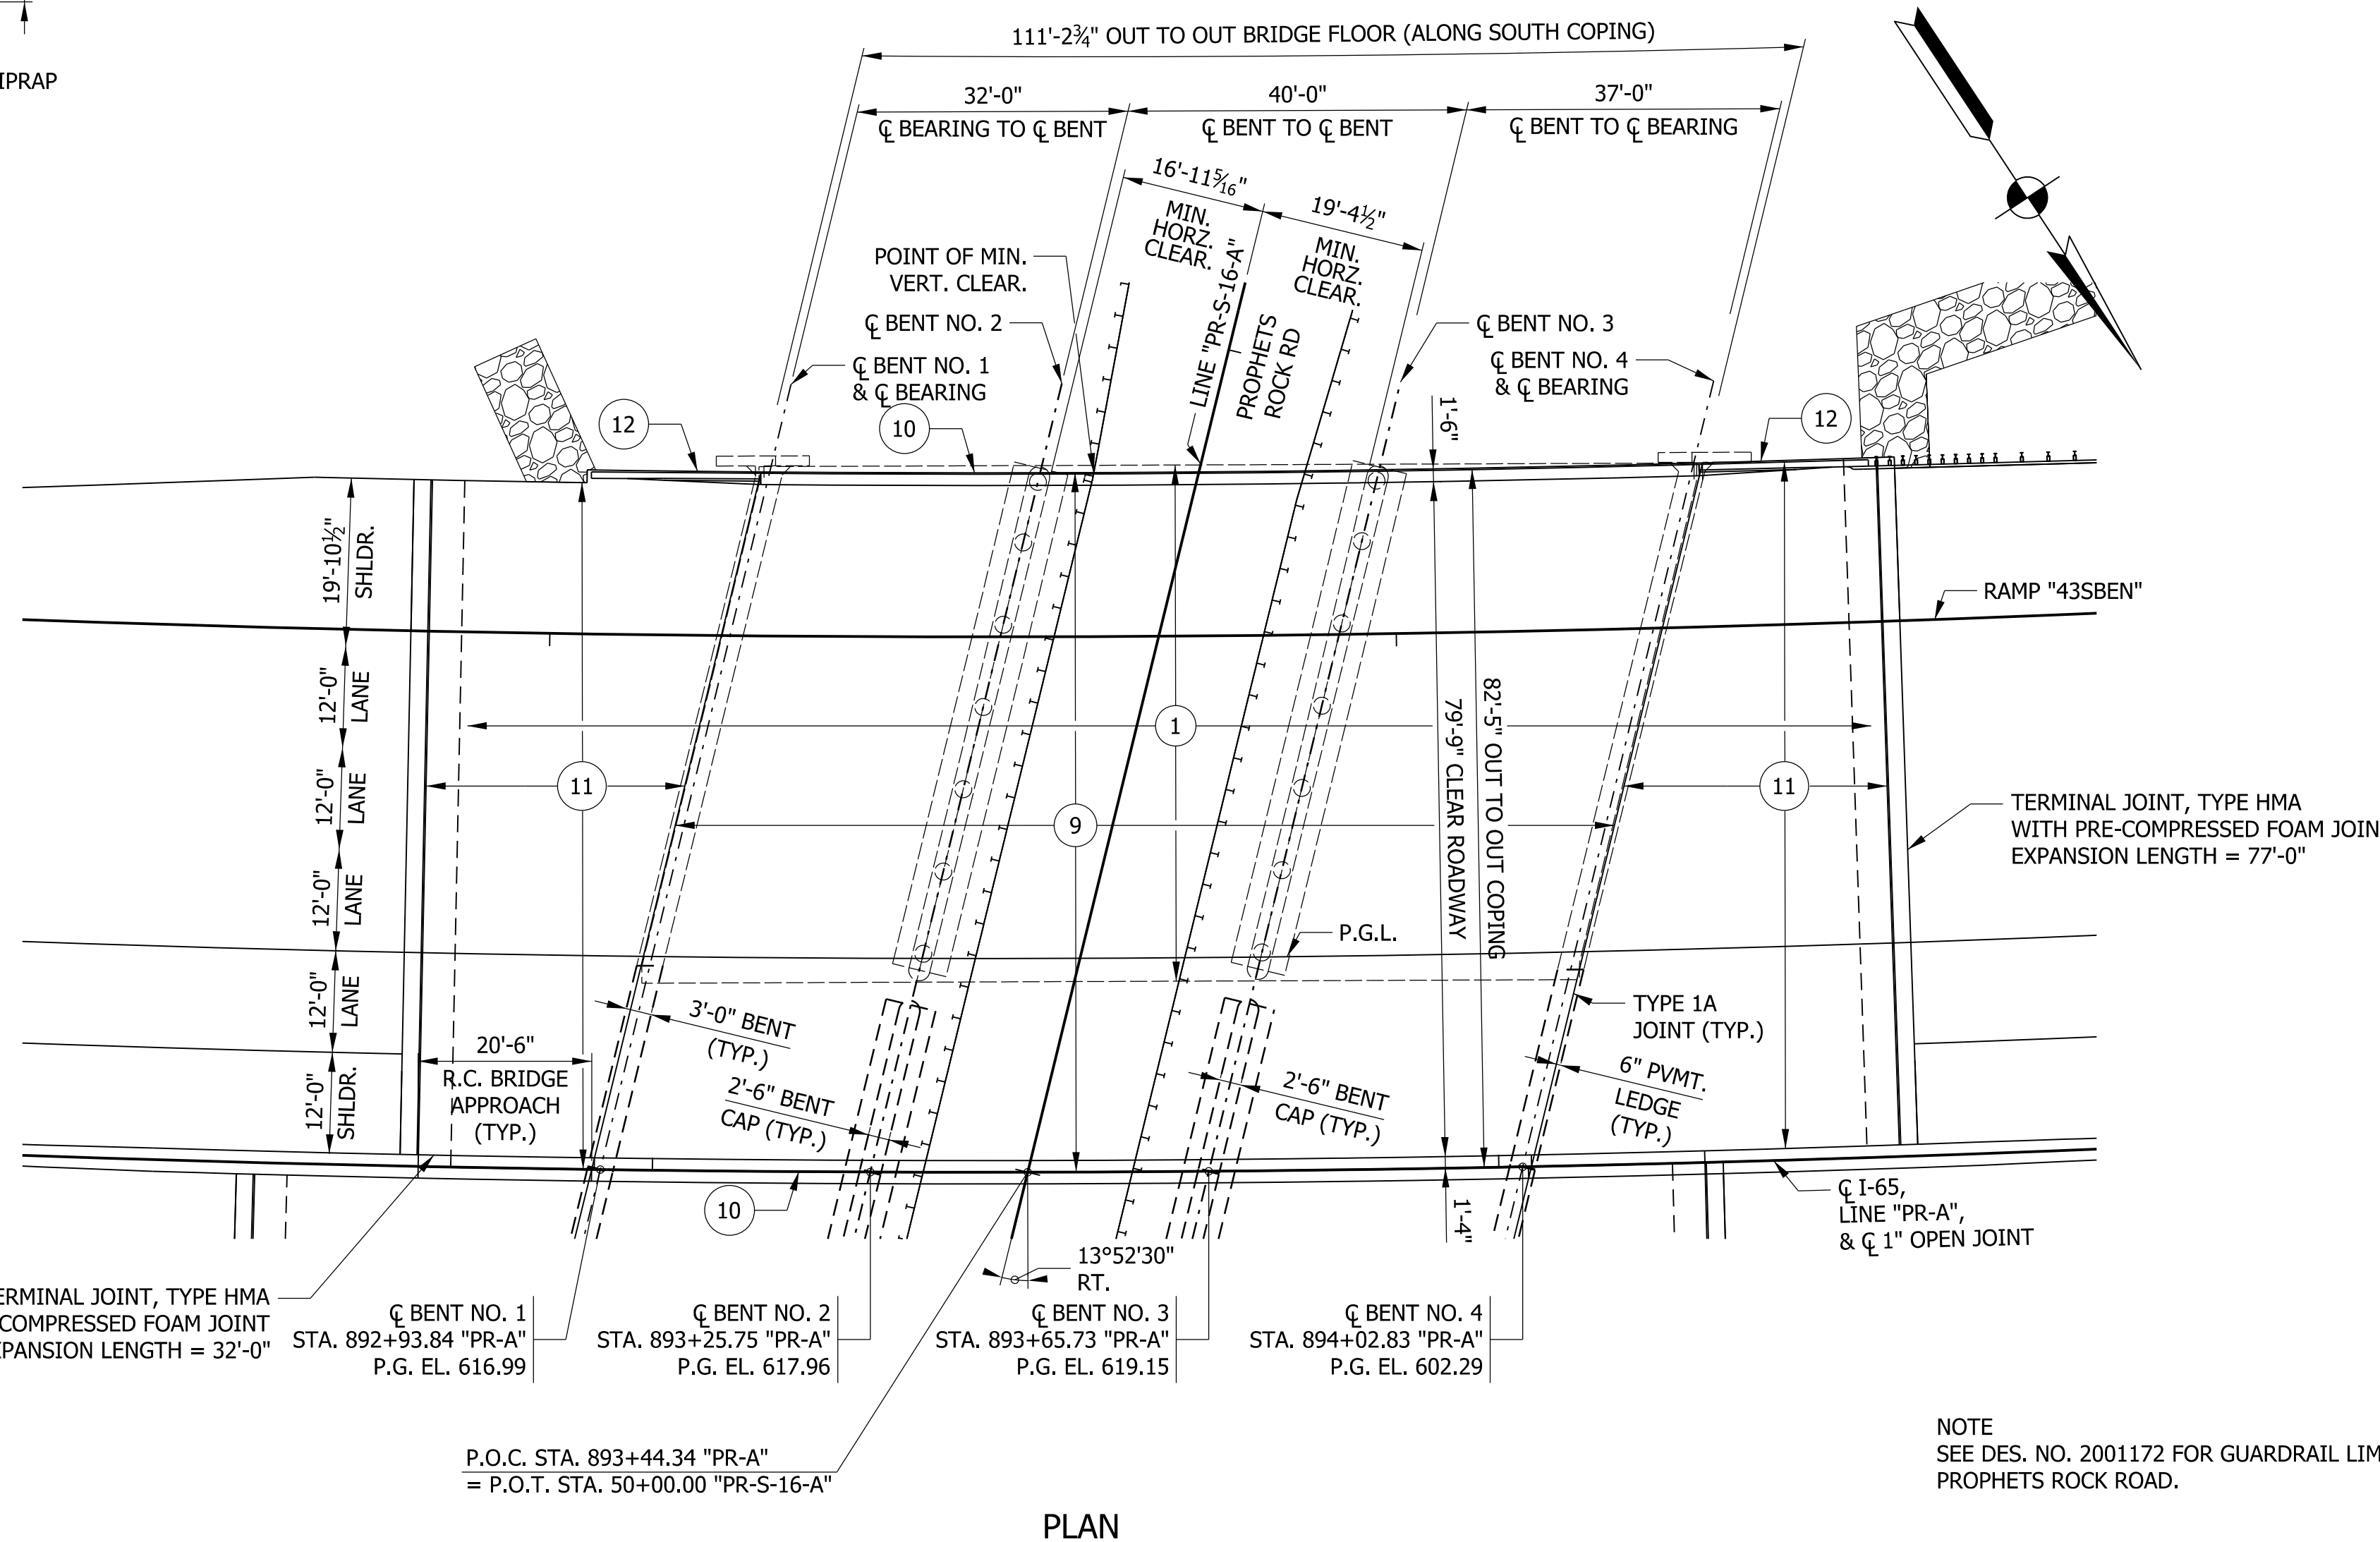 IPRAP
111'-2¾" OUT TO OUT BRIDGE FLOOR (ALONG SOUTH COPING)
32'-0"
℄ BEARING TO ℄ BENT
40'-0"
℄ BENT TO ℄ BENT
37'-0"
℄ BENT TO ℄ BEARING
16'-11 5/16"
MIN.
HORZ.
CLEAR.
19'-4½"
MIN.
HORZ.
CLEAR.
LINE "PR-S-16-A"
PROPHETS
ROCK RD
POINT OF MIN.
VERT. CLEAR.
℄ BENT NO. 2
℄ BENT NO. 1
& ℄ BEARING
℄ BENT NO. 3
℄ BENT NO. 4
& ℄ BEARING
12
10
1'-6"
12
19'-10½"
SHLDR.
12'-0"
LANE
12'-0"
LANE
12'-0"
LANE
12'-0"
LANE
12'-0"
SHLDR.
RAMP "43SBEN"
1
11
9
11
79'-9" CLEAR ROADWAY
82'-5" OUT TO OUT COPING
TERMINAL JOINT, TYPE HMA
WITH PRE-COMPRESSED FOAM JOIN
EXPANSION LENGTH = 77'-0"
P.G.L.
3'-0" BENT
(TYP.)
2'-6" BENT
CAP (TYP.)
2'-6" BENT
CAP (TYP.)
TYPE 1A
JOINT (TYP.)
6" PVMT.
LEDGE
(TYP.)
20'-6"
R.C. BRIDGE
APPROACH
(TYP.)
10
1'-4"
℄ I-65,
LINE "PR-A",
& ℄ 1" OPEN JOINT
13°52'30"
RT.
ERMINAL JOINT, TYPE HMA
COMPRESSED FOAM JOINT
XPANSION LENGTH = 32'-0"
℄ BENT NO. 1
STA. 892+93.84 "PR-A"
P.G. EL. 616.99
℄ BENT NO. 2
STA. 893+25.75 "PR-A"
P.G. EL. 617.96
℄ BENT NO. 3
STA. 893+65.73 "PR-A"
P.G. EL. 619.15
℄ BENT NO. 4
STA. 894+02.83 "PR-A"
P.G. EL. 602.29
P.O.C. STA. 893+44.34 "PR-A"
= P.O.T. STA. 50+00.00 "PR-S-16-A"
NOTE
SEE DES. NO. 2001172 FOR GUARDRAIL LIM
PROPHETS ROCK ROAD.
PLAN